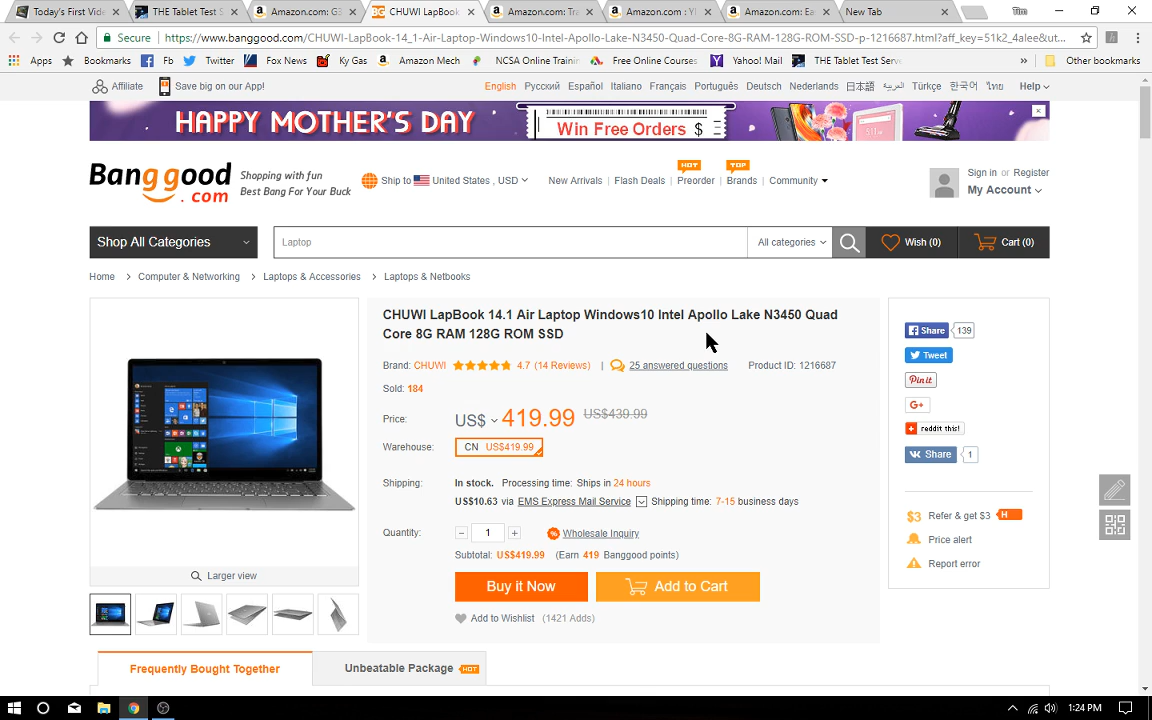 Today's First Vide
THE Tablet Test S
Amazon.com: G3
CHUWI LapBook
Amazon.com: Tra
Amazon.com : YI
Amazon.com: Ea
New Tab
Tim
Secure
https://www.banggood.com/CHUWI-LapBook-14_1-Air-Laptop-Windows10-Intel-Apollo-Lake-N3450-Quad-Core-8G-RAM-128G-ROM-SSD-p-1216687.html?aff_key=51k2_4alee&ut...
Apps
Bookmarks
Fb
Twitter
Fox News
Ky Gas
Amazon Mech
NCSA Online Trainin
Free Online Courses
Yahoo! Mail
THE Tablet Test Serv
»
Other bookmarks
Affiliate
Save big on our App!
English Русский Español Italiano Français Português Deutsch Nederlands 日本語 العربية Türkçe 한국어 ไทย Help
HAPPY MOTHER'S DAY
Win Free Orders $
Banggood
.com
Shopping with fun
Best Bang For Your Buck
Ship to United States , USD
HOT
TOP
New Arrivals | Flash Deals | Preorder | Brands | Community
Sign in or Register
My Account
Shop All Categories
Laptop
All categories
Wish (0)
Cart (0)
Home > Computer & Networking > Laptops & Accessories > Laptops & Netbooks
CHUWI LapBook 14.1 Air Laptop Windows10 Intel Apollo Lake N3450 Quad
Core 8G RAM 128G ROM SSD
Brand: CHUWI 4.7 (14 Reviews) | 25 answered questions Product ID: 1216687
Sold: 184
Price: US$ 419.99 US$439.99
Warehouse: CN US$419.99
Shipping: In stock. Processing time: Ships in 24 hours
US$10.63 via EMS Express Mail Service Shipping time: 7-15 business days
Quantity: - 1 + Wholesale Inquiry
Subtotal: US$419.99 (Earn 419 Banggood points)
Buy it Now
Add to Cart
Add to Wishlist (1421 Adds)
Larger view
Share 139
Tweet
Pin it
G+
reddit this!
Share 1
$3 Refer & get $3 H
Price alert
Report error
Frequently Bought Together
Unbeatable Package HOT
1:24 PM